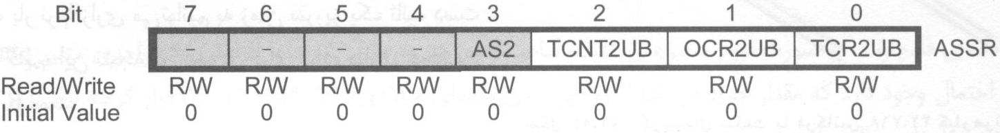 Bit 7 6 5 4 3 2 1 0
– – – – AS2 TCNT2UB OCR2UB TCR2UB ASSR
Read/Write R/W R/W R/W R/W R/W R/W R/W R/W
Initial Value 0 0 0 0 0 0 0 0